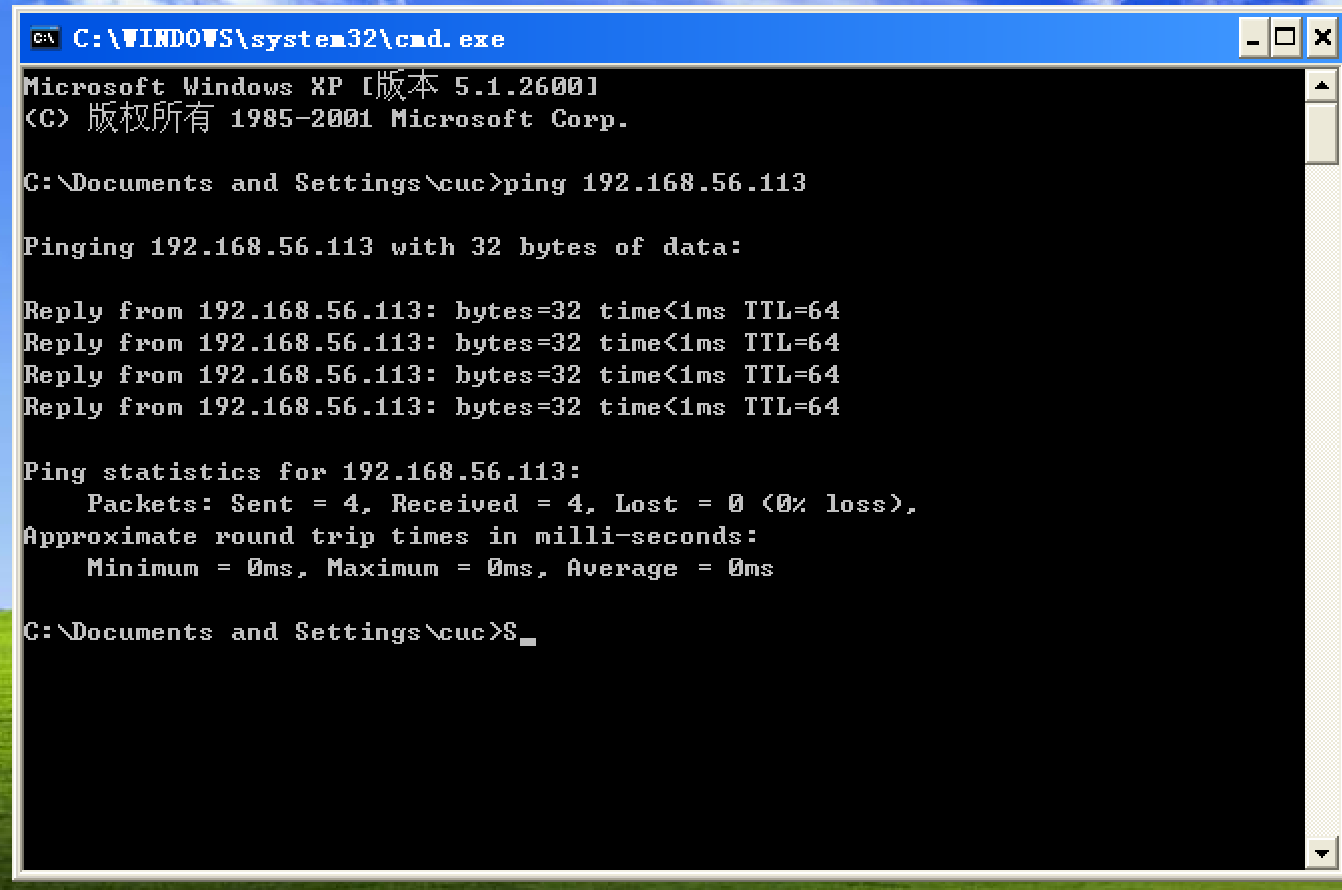 C:\WINDOWS\system32\cmd.exe
Microsoft Windows XP [版本 5.1.2600]
(C) 版权所有 1985-2001 Microsoft Corp.
C:\Documents and Settings\cuc>ping 192.168.56.113
Pinging 192.168.56.113 with 32 bytes of data:
Reply from 192.168.56.113: bytes=32 time<1ms TTL=64
Reply from 192.168.56.113: bytes=32 time<1ms TTL=64
Reply from 192.168.56.113: bytes=32 time<1ms TTL=64
Reply from 192.168.56.113: bytes=32 time<1ms TTL=64
Ping statistics for 192.168.56.113:
Packets: Sent = 4, Received = 4, Lost = 0 (0% loss),
Approximate round trip times in milli-seconds:
Minimum = 0ms, Maximum = 0ms, Average = 0ms
C:\Documents and Settings\cuc>S_